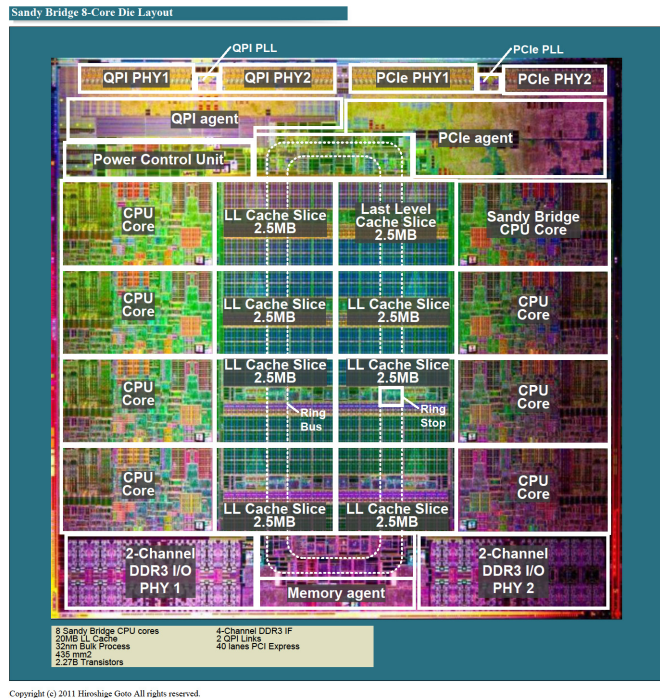 Sandy Bridge 8-Core Die Layout
QPI PLL
PCIe PLL
QPI PHY1
QPI PHY2
PCIe PHY1
PCIe PHY2
QPI agent
PCIe agent
Power Control Unit
CPU
Core
LL Cache Slice
2.5MB
Last Level
Cache Slice
2.5MB
Sandy Bridge
CPU Core
CPU
Core
LL Cache Slice
2.5MB
LL Cache Slice
2.5MB
CPU
Core
CPU
Core
LL Cache Slice
2.5MB
LL Cache Slice
2.5MB
CPU
Core
Ring
Bus
Ring
Stop
CPU
Core
LL Cache Slice
2.5MB
LL Cache Slice
2.5MB
CPU
Core
2-Channel
DDR3 I/O
PHY 1
Memory agent
2-Channel
DDR3 I/O
PHY 2
8 Sandy Bridge CPU cores
20MB LL Cache
32nm Bulk Process
435 mm2
2.27B Transistors
4-Channel DDR3 IF
2 QPI Links
40 lanes PCI Express
Copyright (c) 2011 Hiroshige Goto All rights reserved.